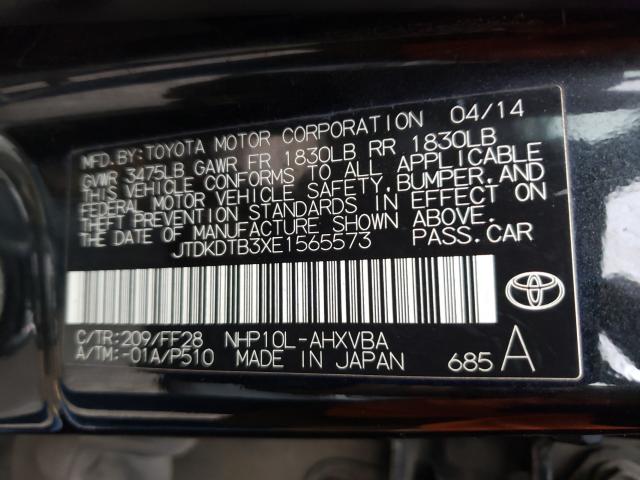 MFD. BY: TOYOTA MOTOR CORPORATION 04/14
GVWR 3475LB GAWR FR 1830LB RR 1830LB
THIS VEHICLE CONFORMS TO ALL APPLICABLE
FEDERAL MOTOR VEHICLE SAFETY, BUMPER, AND
THEFT PREVENTION STANDARDS IN EFFECT ON
THE DATE OF MANUFACTURE SHOWN ABOVE.
JTDKDTB3XE1565573 PASS. CAR
C/TR: 209/FF28 NHP10L-AHXVBA
A/TM: -01A/P510 MADE IN JAPAN 685 A